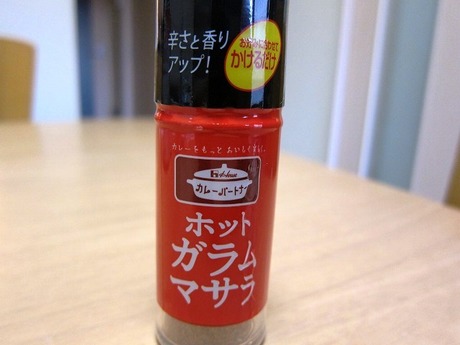 辛さと香り
アップ!
お好みにあわせて
かけるだけ
カレーをもっとおいしく楽しく。
House
カレーパートナー
ホット
ガラム
マサラ